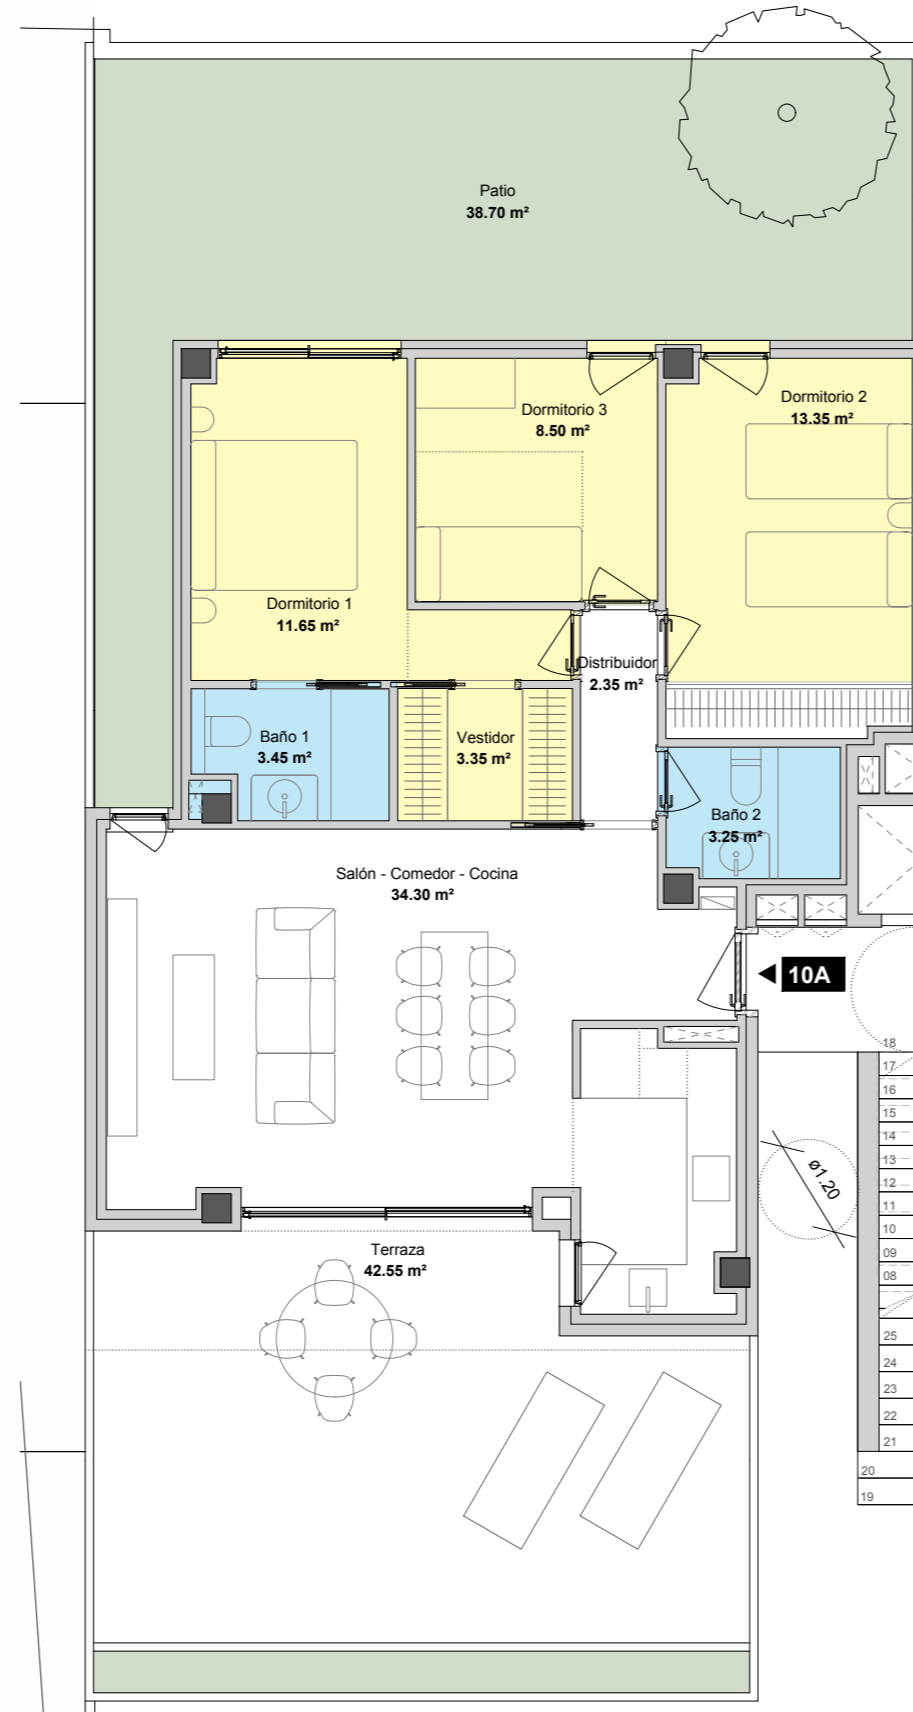 Patio
38.70 m²
Dormitorio 3
8.50 m²
Dormitorio 2
13.35 m²
Dormitorio 1
11.65 m²
Distribuidor
2.35 m²
Baño 1
3.45 m²
Vestidor
3.35 m²
Baño 2
3.25 m²
Salón - Comedor - Cocina
34.30 m²
10A
18
17
16
15
14
13
12
11
10
09
08
ø1.20
Terraza
42.55 m²
25
24
23
22
21
20
19